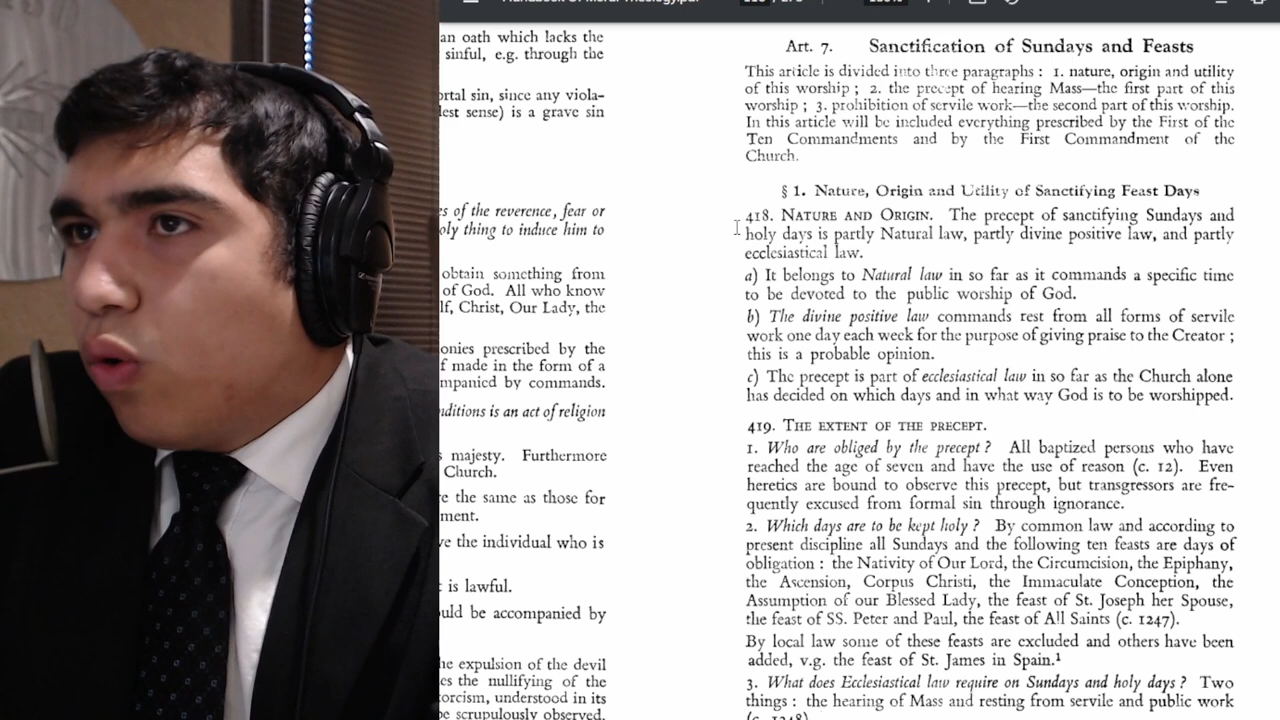 Handbook Of Moral Theology.pdf
an oath which lacks the
sinful, e.g. through the
ortal sin, since any viola-
lest sense) is a grave sin
es of the reverence, fear or
oly thing to induce him to
obtain something from
of God. All who know
lf, Christ, Our Lady, the
onies prescribed by the
f made in the form of a
mpanied by commands.
nditions is an act of religion
s majesty. Furthermore
Church.
re the same as those for
ment.
ve the individual who is
t is lawful.
uld be accompanied by
he expulsion of the devil
es the nullifying of the
orcism, understood in its
be scrupulously observed.
Art. 7. Sanctification of Sundays and Feasts
This article is divided into three paragraphs : 1. nature, origin and utility
of this worship ; 2. the precept of hearing Mass—the first part of this
worship ; 3. prohibition of servile work—the second part of this worship.
In this article will be included everything prescribed by the First of the
Ten Commandments and by the First Commandment of the
Church.
§ 1. Nature, Origin and Utility of Sanctifying Feast Days
418. NATURE AND ORIGIN. The precept of sanctifying Sundays and
holy days is partly Natural law, partly divine positive law, and partly
ecclesiastical law.
a) It belongs to Natural law in so far as it commands a specific time
to be devoted to the public worship of God.
b) The divine positive law commands rest from all forms of servile
work one day each week for the purpose of giving praise to the Creator ;
this is a probable opinion.
c) The precept is part of ecclesiastical law in so far as the Church alone
has decided on which days and in what way God is to be worshipped.
419. THE EXTENT OF THE PRECEPT.
1. Who are obliged by the precept ? All baptized persons who have
reached the age of seven and have the use of reason (c. 12). Even
heretics are bound to observe this precept, but transgressors are fre-
quently excused from formal sin through ignorance.
2. Which days are to be kept holy ? By common law and according to
present discipline all Sundays and the following ten feasts are days of
obligation : the Nativity of Our Lord, the Circumcision, the Epiphany,
the Ascension, Corpus Christi, the Immaculate Conception, the
Assumption of our Blessed Lady, the feast of St. Joseph her Spouse,
the feast of SS. Peter and Paul, the feast of All Saints (c. 1247).
By local law some of these feasts are excluded and others have been
added, v.g. the feast of St. James in Spain.¹
3. What does Ecclesiastical law require on Sundays and holy days ? Two
things : the hearing of Mass and resting from servile and public work
(c. 1248)